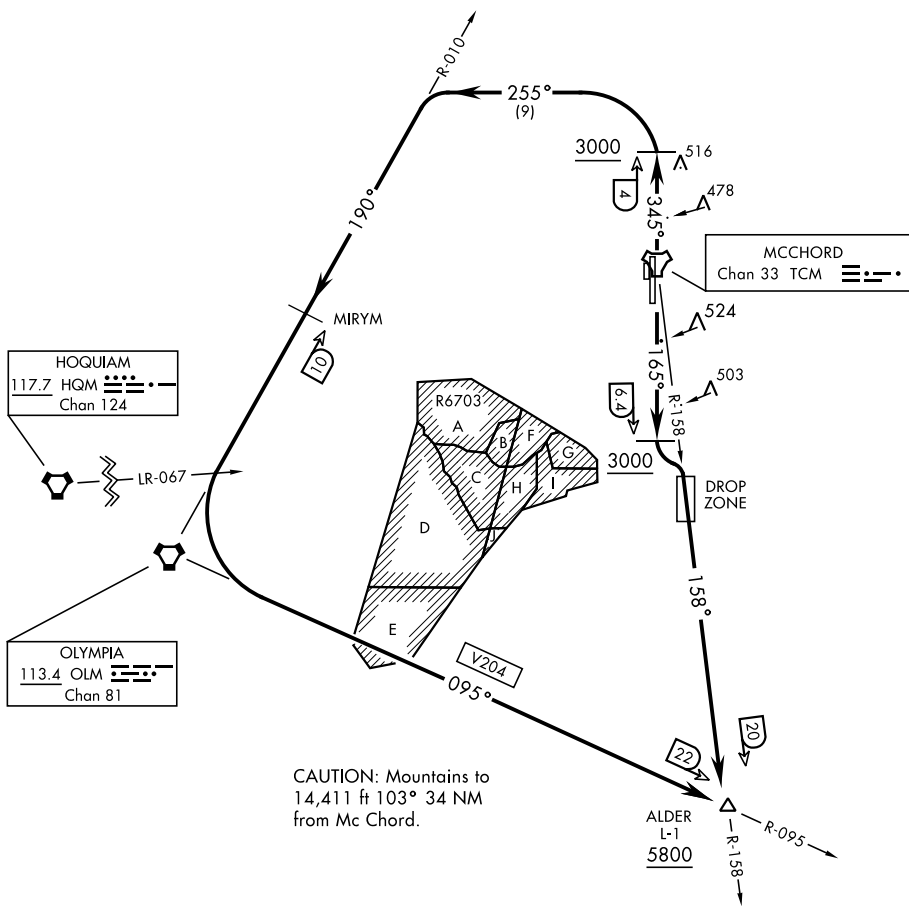 R-010
255°
(9)
3000
516
4
345°
478
190°
MCCHORD
Chan 33 TCM
MIRYM
10
524
165°
HOQUIAM
117.7 HQM
Chan 124
R6703
A
B
F
G
C
H
I
J
D
E
6.4
503
R-158
3000
LR-067
DROP
ZONE
158°
OLYMPIA
113.4 OLM
Chan 81
V204
095°
22
20
CAUTION: Mountains to
14,411 ft 103° 34 NM
from Mc Chord.
ALDER
L-1
5800
R-095
R-158